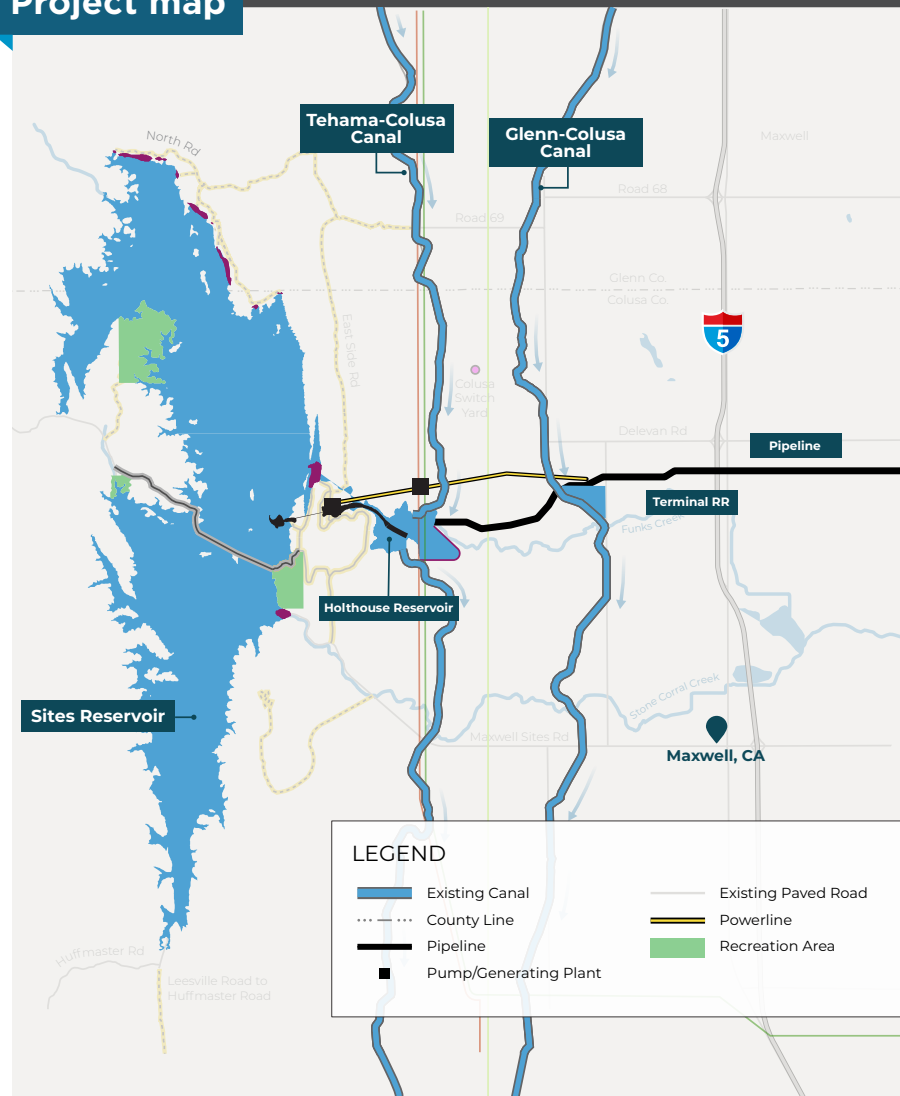 Project map
Tehama-Colusa
Canal
Glenn-Colusa
Canal
North Rd
Maxwell
Road 68
Road 69
Glenn Co.
Colusa Co.
5
East Side Rd
Colusa
Switch
Yard
Delevan Rd
Pipeline
Terminal RR
Funks Creek
Holthouse Reservoir
Stone Corral Creek
Sites Reservoir
Maxwell Sites Rd
Maxwell, CA
LEGEND
Existing Canal
County Line
Pipeline
Pump/Generating Plant
Existing Paved Road
Powerline
Recreation Area
Huffmaster Rd
Leesville Road to
Huffmaster Road